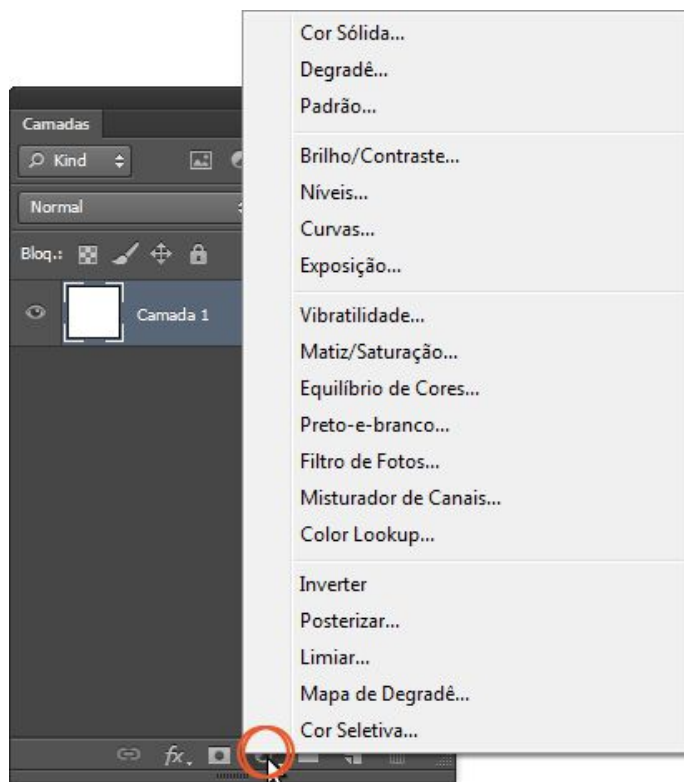 Camadas
Kind
Normal
Bloq.:
Camada 1
fx
Cor Sólida...
Degradê...
Padrão...
Brilho/Contraste...
Níveis...
Curvas...
Exposição...
Vibratilidade...
Matiz/Saturação...
Equilíbrio de Cores...
Preto-e-branco...
Filtro de Fotos...
Misturador de Canais...
Color Lookup...
Inverter
Posterizar...
Limiar...
Mapa de Degradê...
Cor Seletiva...